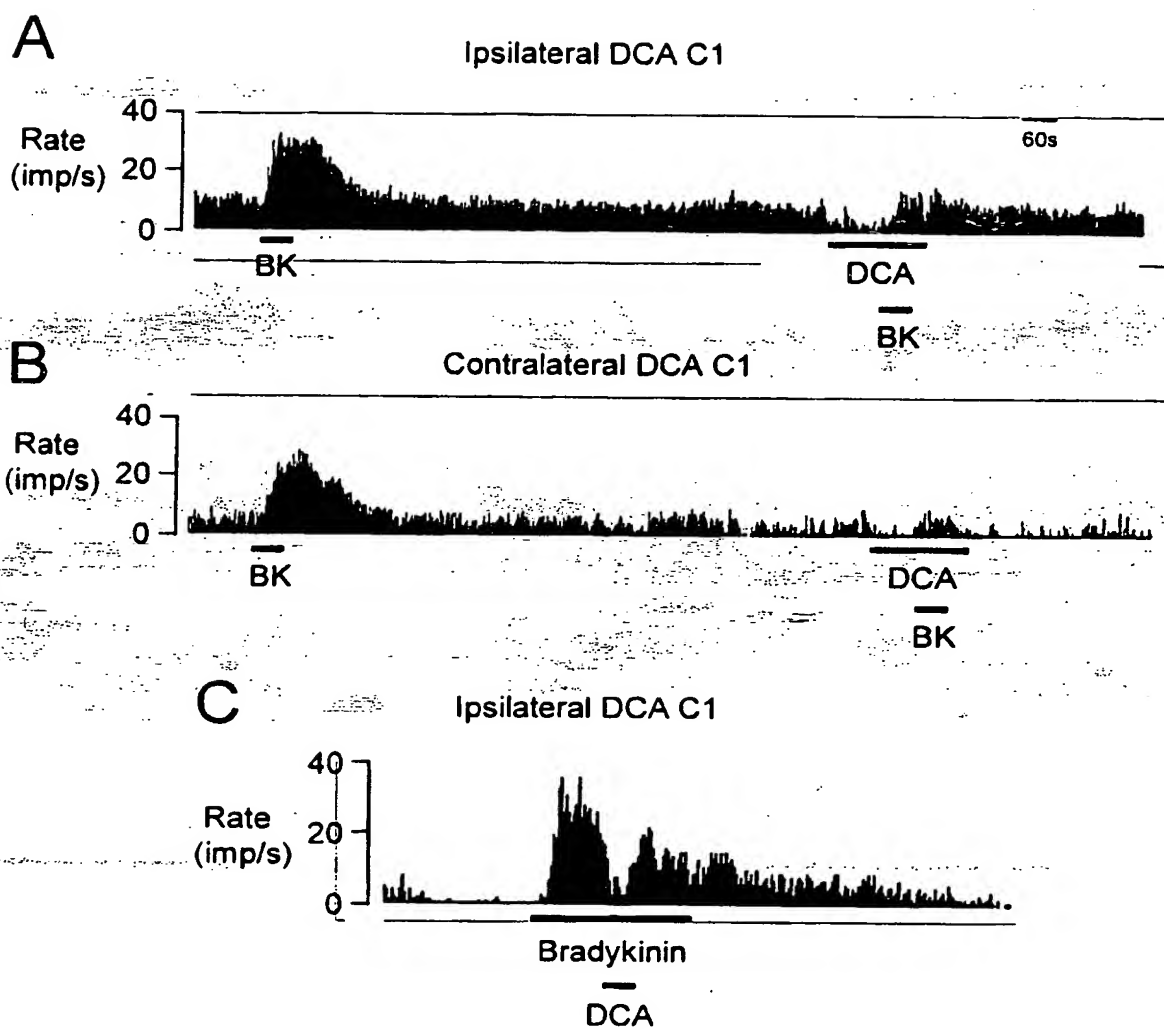 A
Ipsilateral DCA C1
40
Rate
(imp/s)
20
0
60s
BK
DCA
BK
B
Contralateral DCA C1
40
Rate
(imp/s)
20
0
BK
DCA
BK
C
Ipsilateral DCA C1
40
Rate
(imp/s)
20
0
Bradykinin
DCA